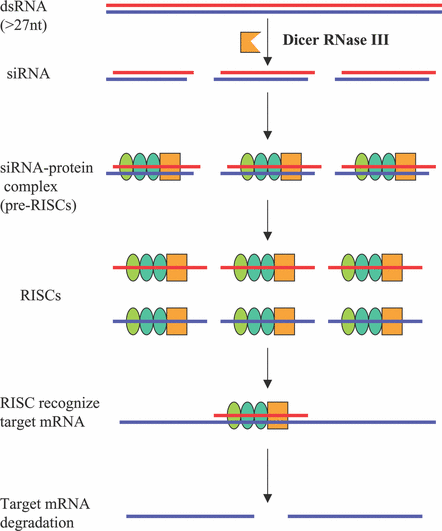 dsRNA
(>27nt)
Dicer RNase III
siRNA
siRNA-protein
complex
(pre-RISCs)
RISCs
RISC recognize
target mRNA
Target mRNA
degradation